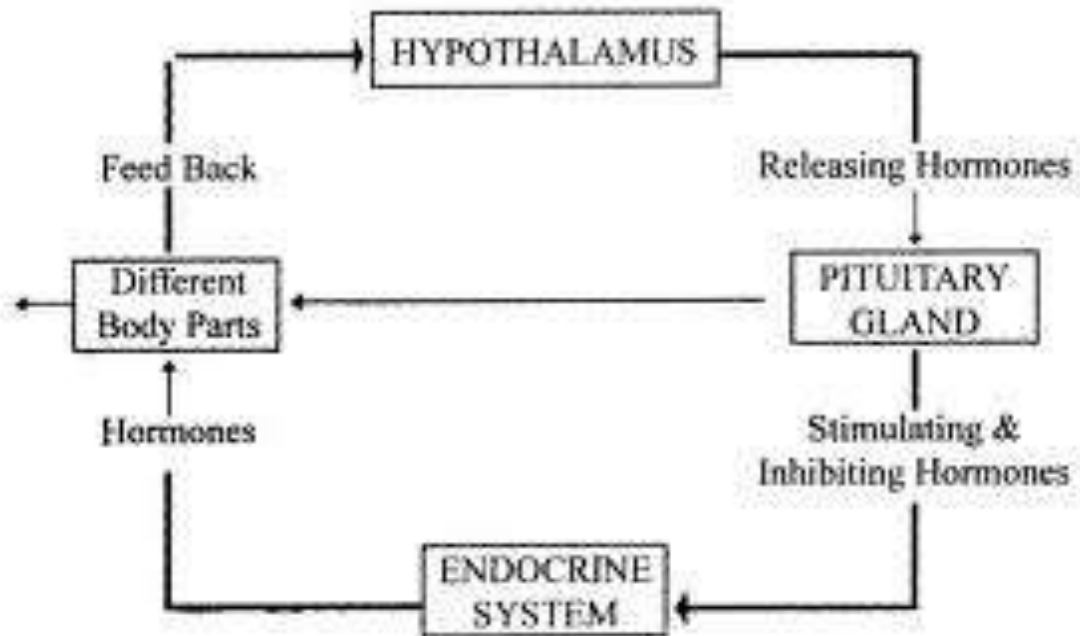 HYPOTHALAMUS
Feed Back
Releasing Hormones
Different
Body Parts
PITUITARY
GLAND
Hormones
Stimulating &
Inhibiting Hormones
ENDOCRINE
SYSTEM